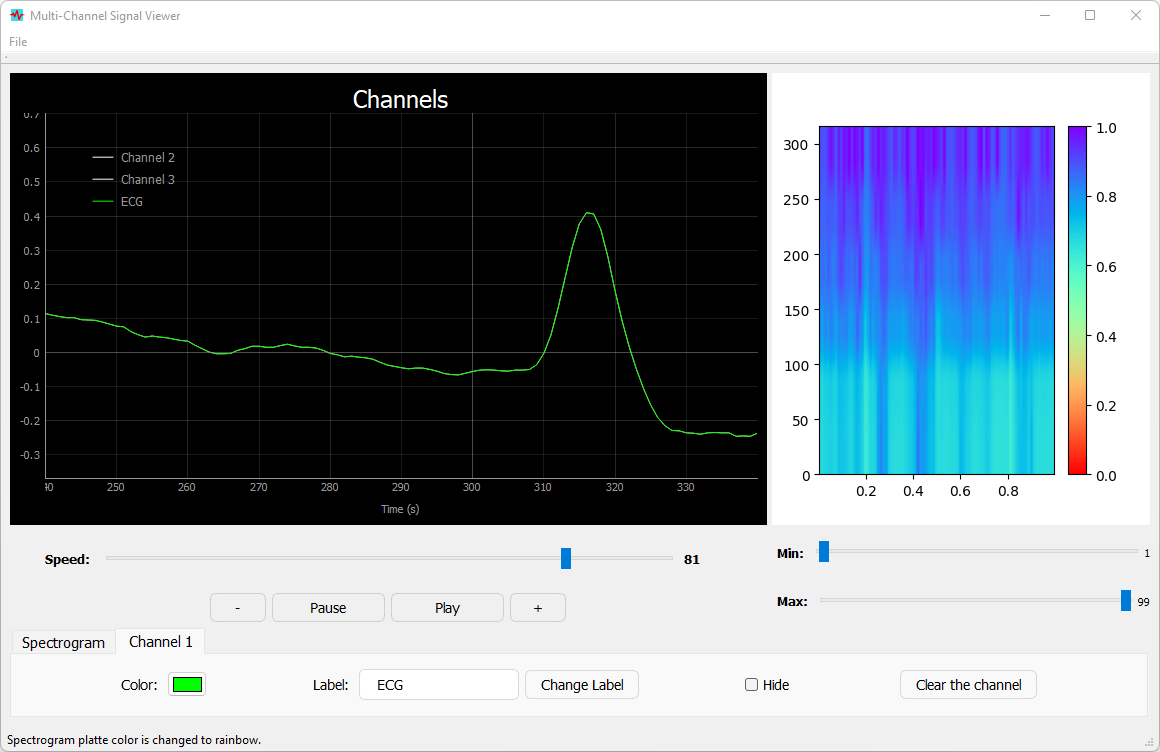 Multi-Channel Signal Viewer
File
Channels
0.7
0.6
0.5
0.4
0.3
0.2
0.1
0
-0.1
-0.2
-0.3
Channel 2
Channel 3
ECG
40 250 260 270 280 290 300 310 320 330
Time (s)
300
250
200
150
100
50
0
0.2 0.4 0.6 0.8
1.0
0.8
0.6
0.4
0.2
0.0
Speed: 81
Min: 1
Max: 99
- Pause Play +
Spectrogram Channel 1
Color: Label: ECG Change Label Hide Clear the channel
Spectrogram platte color is changed to rainbow.